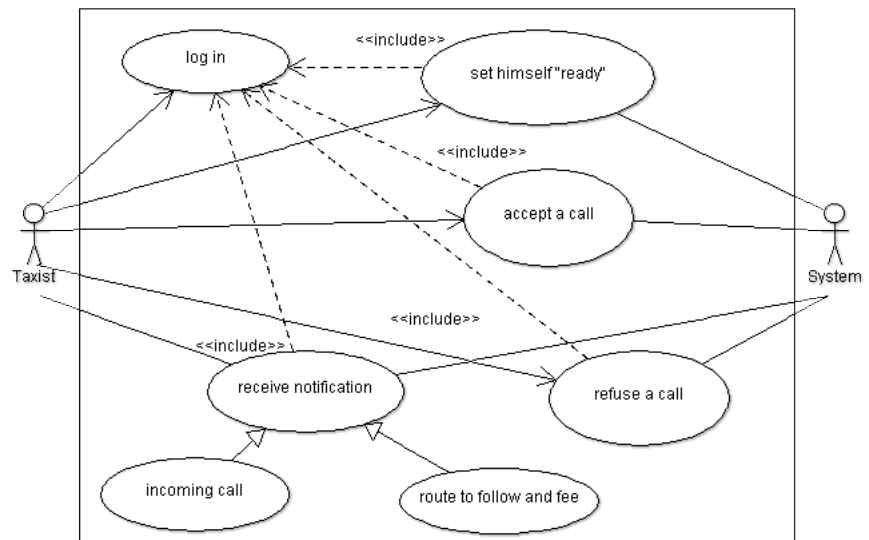 <<include>>
log in
set himself "ready"
<<include>>
accept a call
Taxist
System
<<include>>
<<include>>
receive notification
refuse a call
incoming call
route to follow and fee